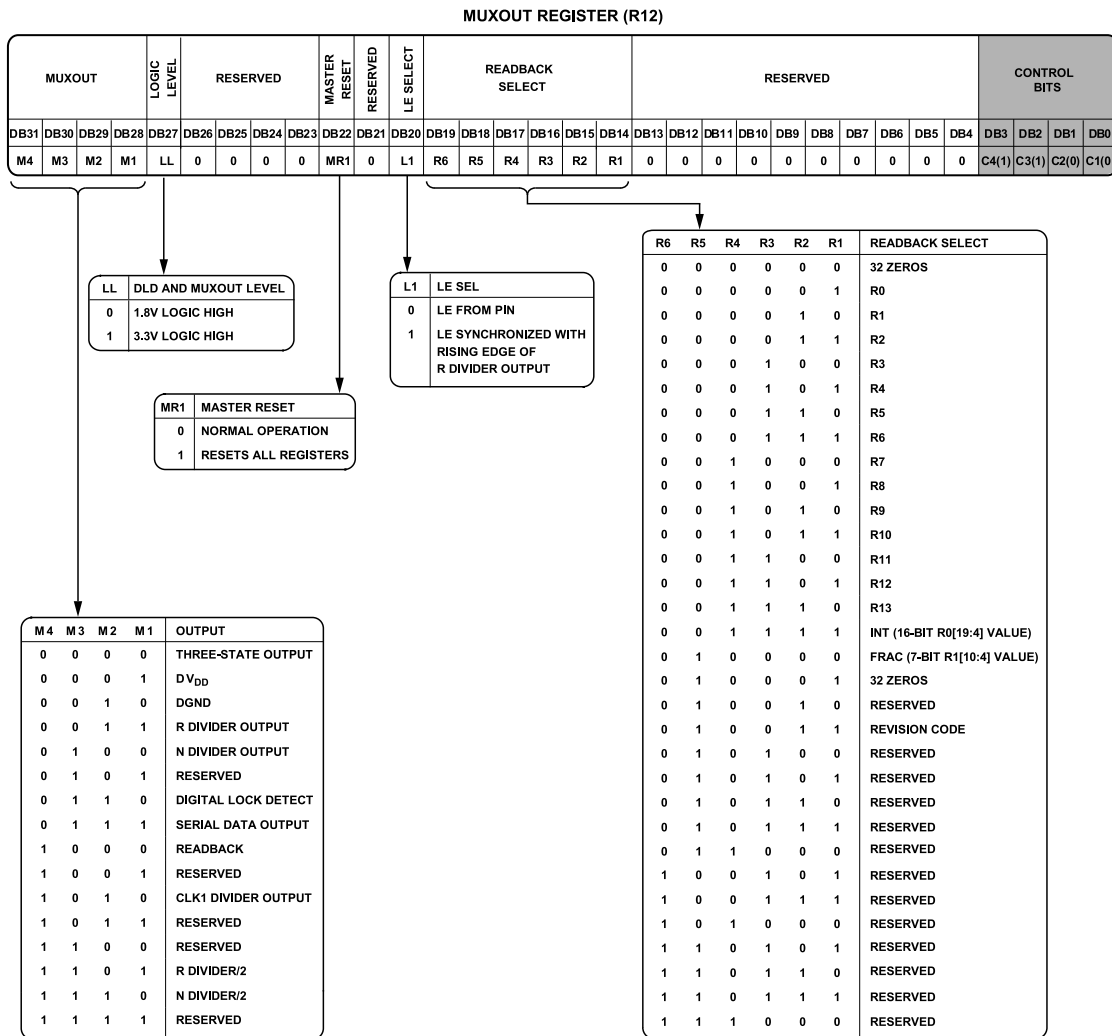 MUXOUT REGISTER (R12)
MUXOUT LOGIC LEVEL RESERVED MASTER RESET RESERVED LE SELECT READBACK SELECT RESERVED CONTROL BITS
DB31 DB30 DB29 DB28 DB27 DB26 DB25 DB24 DB23 DB22 DB21 DB20 DB19 DB18 DB17 DB16 DB15 DB14 DB13 DB12 DB11 DB10 DB9 DB8 DB7 DB6 DB5 DB4 DB3 DB2 DB1 DB0
M4 M3 M2 M1 LL 0 0 0 0 MR1 0 L1 R6 R5 R4 R3 R2 R1 0 0 0 0 0 0 0 0 0 0 C4(1) C3(1) C2(0) C1(0
LL DLD AND MUXOUT LEVEL
0 1.8V LOGIC HIGH
1 3.3V LOGIC HIGH
L1 LE SEL
0 LE FROM PIN
1 LE SYNCHRONIZED WITH
RISING EDGE OF
R DIVIDER OUTPUT
MR1 MASTER RESET
0 NORMAL OPERATION
1 RESETS ALL REGISTERS
M4 M3 M2 M1 OUTPUT
0 0 0 0 THREE-STATE OUTPUT
0 0 0 1 DVDD
0 0 1 0 DGND
0 0 1 1 R DIVIDER OUTPUT
0 1 0 0 N DIVIDER OUTPUT
0 1 0 1 RESERVED
0 1 1 0 DIGITAL LOCK DETECT
0 1 1 1 SERIAL DATA OUTPUT
1 0 0 0 READBACK
1 0 0 1 RESERVED
1 0 1 0 CLK1 DIVIDER OUTPUT
1 0 1 1 RESERVED
1 1 0 0 RESERVED
1 1 0 1 R DIVIDER/2
1 1 1 0 N DIVIDER/2
1 1 1 1 RESERVED
R6 R5 R4 R3 R2 R1 READBACK SELECT
0 0 0 0 0 0 32 ZEROS
0 0 0 0 0 1 R0
0 0 0 0 1 0 R1
0 0 0 0 1 1 R2
0 0 0 1 0 0 R3
0 0 0 1 0 1 R4
0 0 0 1 1 0 R5
0 0 0 1 1 1 R6
0 0 1 0 0 0 R7
0 0 1 0 0 1 R8
0 0 1 0 1 0 R9
0 0 1 0 1 1 R10
0 0 1 1 0 0 R11
0 0 1 1 0 1 R12
0 0 1 1 1 0 R13
0 0 1 1 1 1 INT (16-BIT R0[19:4] VALUE)
0 1 0 0 0 0 FRAC (7-BIT R1[10:4] VALUE)
0 1 0 0 0 1 32 ZEROS
0 1 0 0 1 0 RESERVED
0 1 0 0 1 1 REVISION CODE
0 1 0 1 0 0 RESERVED
0 1 0 1 0 1 RESERVED
0 1 0 1 1 0 RESERVED
0 1 0 1 1 1 RESERVED
0 1 1 0 0 0 RESERVED
1 0 0 1 0 1 RESERVED
1 0 0 1 1 1 RESERVED
1 0 1 0 0 0 RESERVED
1 1 0 1 0 1 RESERVED
1 1 0 1 1 0 RESERVED
1 1 0 1 1 1 RESERVED
1 1 1 0 0 0 RESERVED